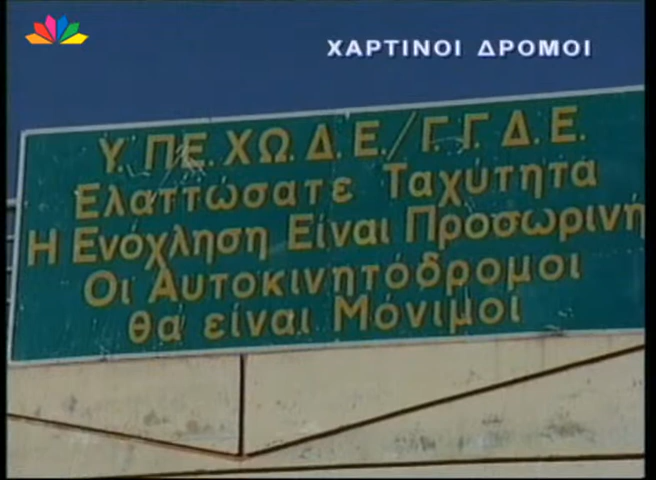 ΧΑΡΤΙΝΟΙ ΔΡΟΜΟΙ
Υ.ΠΕ.ΧΩ.Δ.Ε./Γ.Γ.Δ.Ε.
Ελαττώσατε Ταχύτητα
Η Ενόχληση Είναι Προσωρινή
Οι Αυτοκινητόδρομοι
θα είναι Μόνιμοι